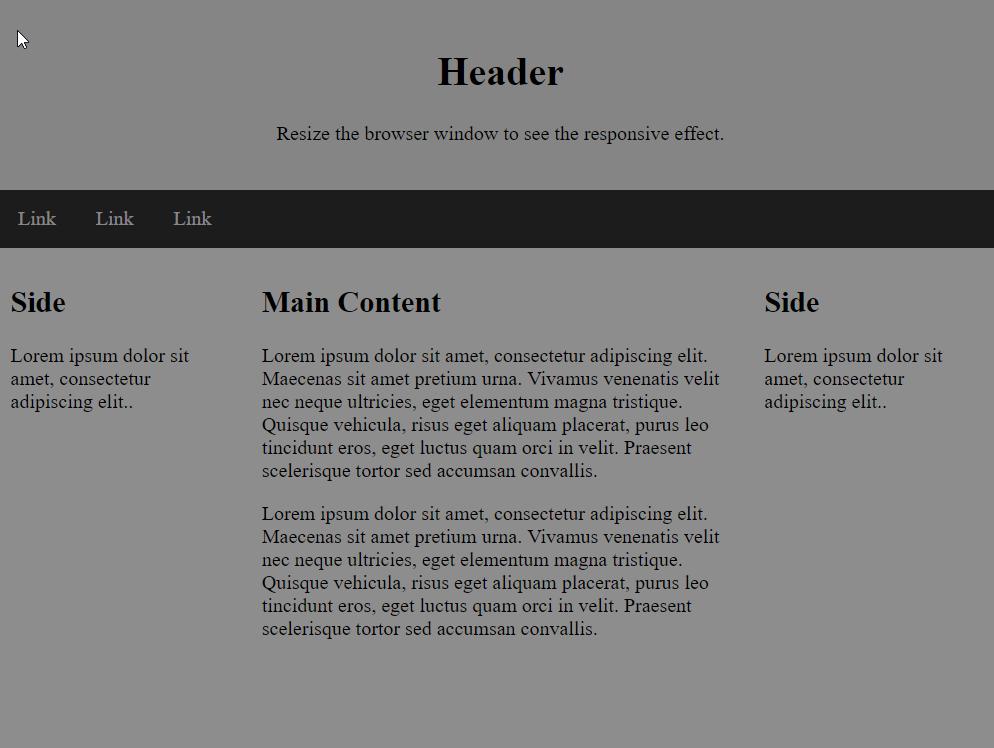 Header
Resize the browser window to see the responsive effect.
Link Link Link
Side
Lorem ipsum dolor sit
amet, consectetur
adipiscing elit..
Main Content
Lorem ipsum dolor sit amet, consectetur adipiscing elit.
Maecenas sit amet pretium urna. Vivamus venenatis velit
nec neque ultricies, eget elementum magna tristique.
Quisque vehicula, risus eget aliquam placerat, purus leo
tincidunt eros, eget luctus quam orci in velit. Praesent
scelerisque tortor sed accumsan convallis.
Lorem ipsum dolor sit amet, consectetur adipiscing elit.
Maecenas sit amet pretium urna. Vivamus venenatis velit
nec neque ultricies, eget elementum magna tristique.
Quisque vehicula, risus eget aliquam placerat, purus leo
tincidunt eros, eget luctus quam orci in velit. Praesent
scelerisque tortor sed accumsan convallis.
Side
Lorem ipsum dolor sit
amet, consectetur
adipiscing elit..